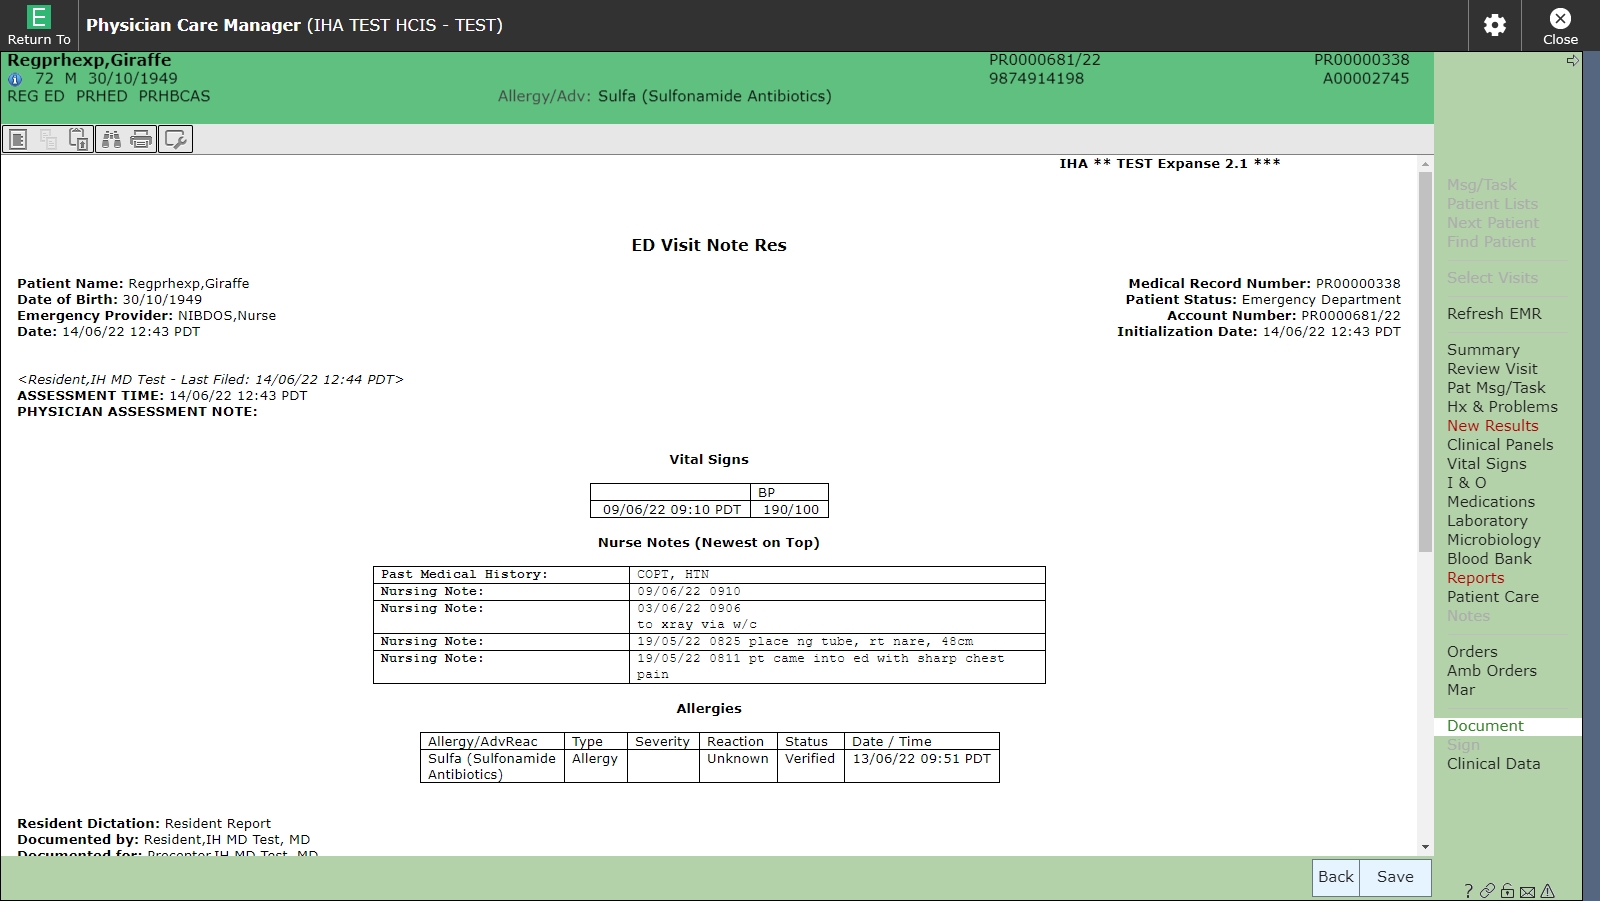 E
Return To
Physician Care Manager (IHA TEST HCIS - TEST)
Close
Regprhexp,Giraffe
PR0000681/22
PR00000338
72 M 30/10/1949
9874914198
A00002745
REG ED PRHED PRHBCAS
Allergy/Adv: Sulfa (Sulfonamide Antibiotics)
IHA ** TEST Expanse 2.1 ***
ED Visit Note Res
Patient Name: Regprhexp,Giraffe
Date of Birth: 30/10/1949
Emergency Provider: NIBDOS,Nurse
Date: 14/06/22 12:43 PDT
Medical Record Number: PR00000338
Patient Status: Emergency Department
Account Number: PR0000681/22
Initialization Date: 14/06/22 12:43 PDT
<Resident,IH MD Test - Last Filed: 14/06/22 12:44 PDT>
ASSESSMENT TIME: 14/06/22 12:43 PDT
PHYSICIAN ASSESSMENT NOTE:
Vital Signs
BP
09/06/22 09:10 PDT 190/100
Nurse Notes (Newest on Top)
Past Medical History: COPT, HTN
Nursing Note: 09/06/22 0910
Nursing Note: 03/06/22 0906
to xray via w/c
Nursing Note: 19/05/22 0825 place ng tube, rt nare, 48cm
Nursing Note: 19/05/22 0811 pt came into ed with sharp chest
pain
Allergies
Allergy/AdvReac Type Severity Reaction Status Date / Time
Sulfa (Sulfonamide Allergy Unknown Verified 13/06/22 09:51 PDT
Antibiotics)
Resident Dictation: Resident Report
Documented by: Resident,IH MD Test, MD
Documented for: Preceptor,IH MD Test, MD
Back
Save
Msg/Task
Patient Lists
Next Patient
Find Patient
Select Visits
Refresh EMR
Summary
Review Visit
Pat Msg/Task
Hx & Problems
New Results
Clinical Panels
Vital Signs
I & O
Medications
Laboratory
Microbiology
Blood Bank
Reports
Patient Care
Notes
Orders
Amb Orders
Mar
Document
Sign
Clinical Data
?